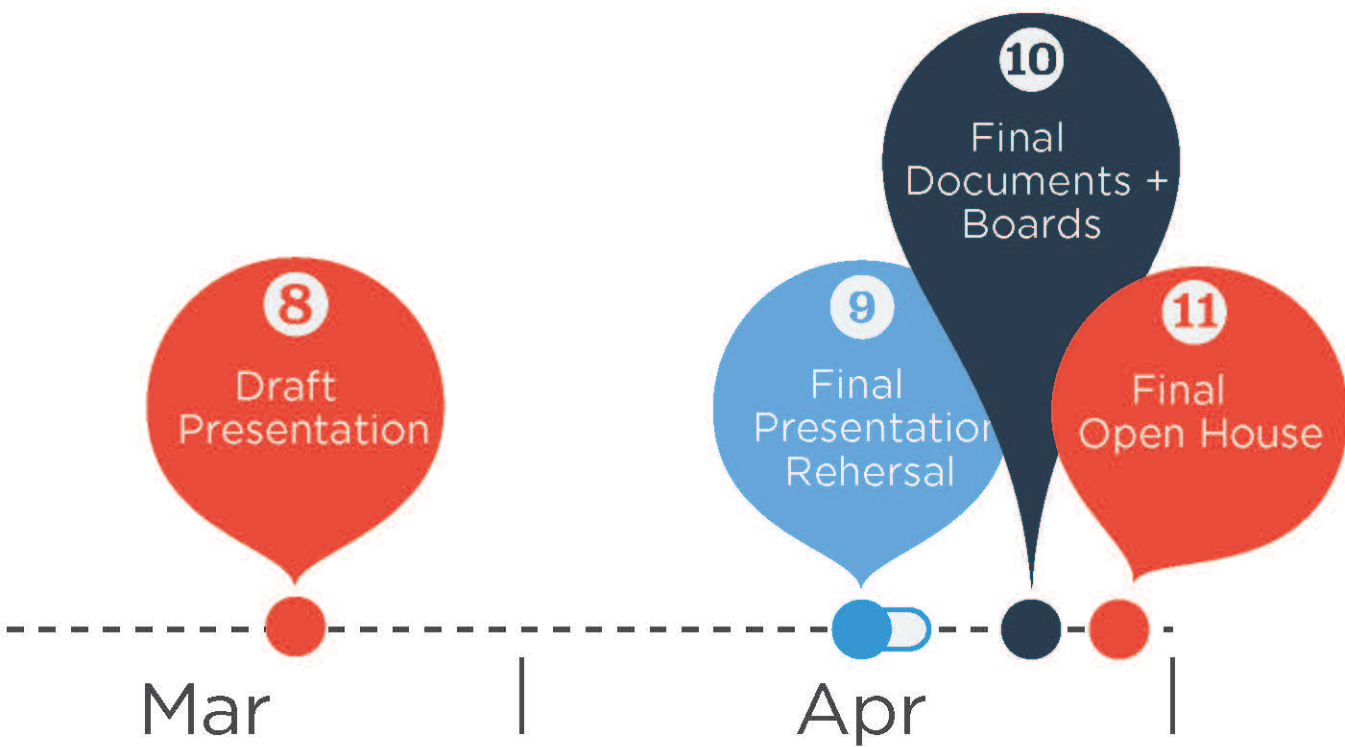 8
Draft
Presentation
9
Final
Presentation
Rehersal
10
Final
Documents +
Boards
11
Final
Open House
Mar
Apr